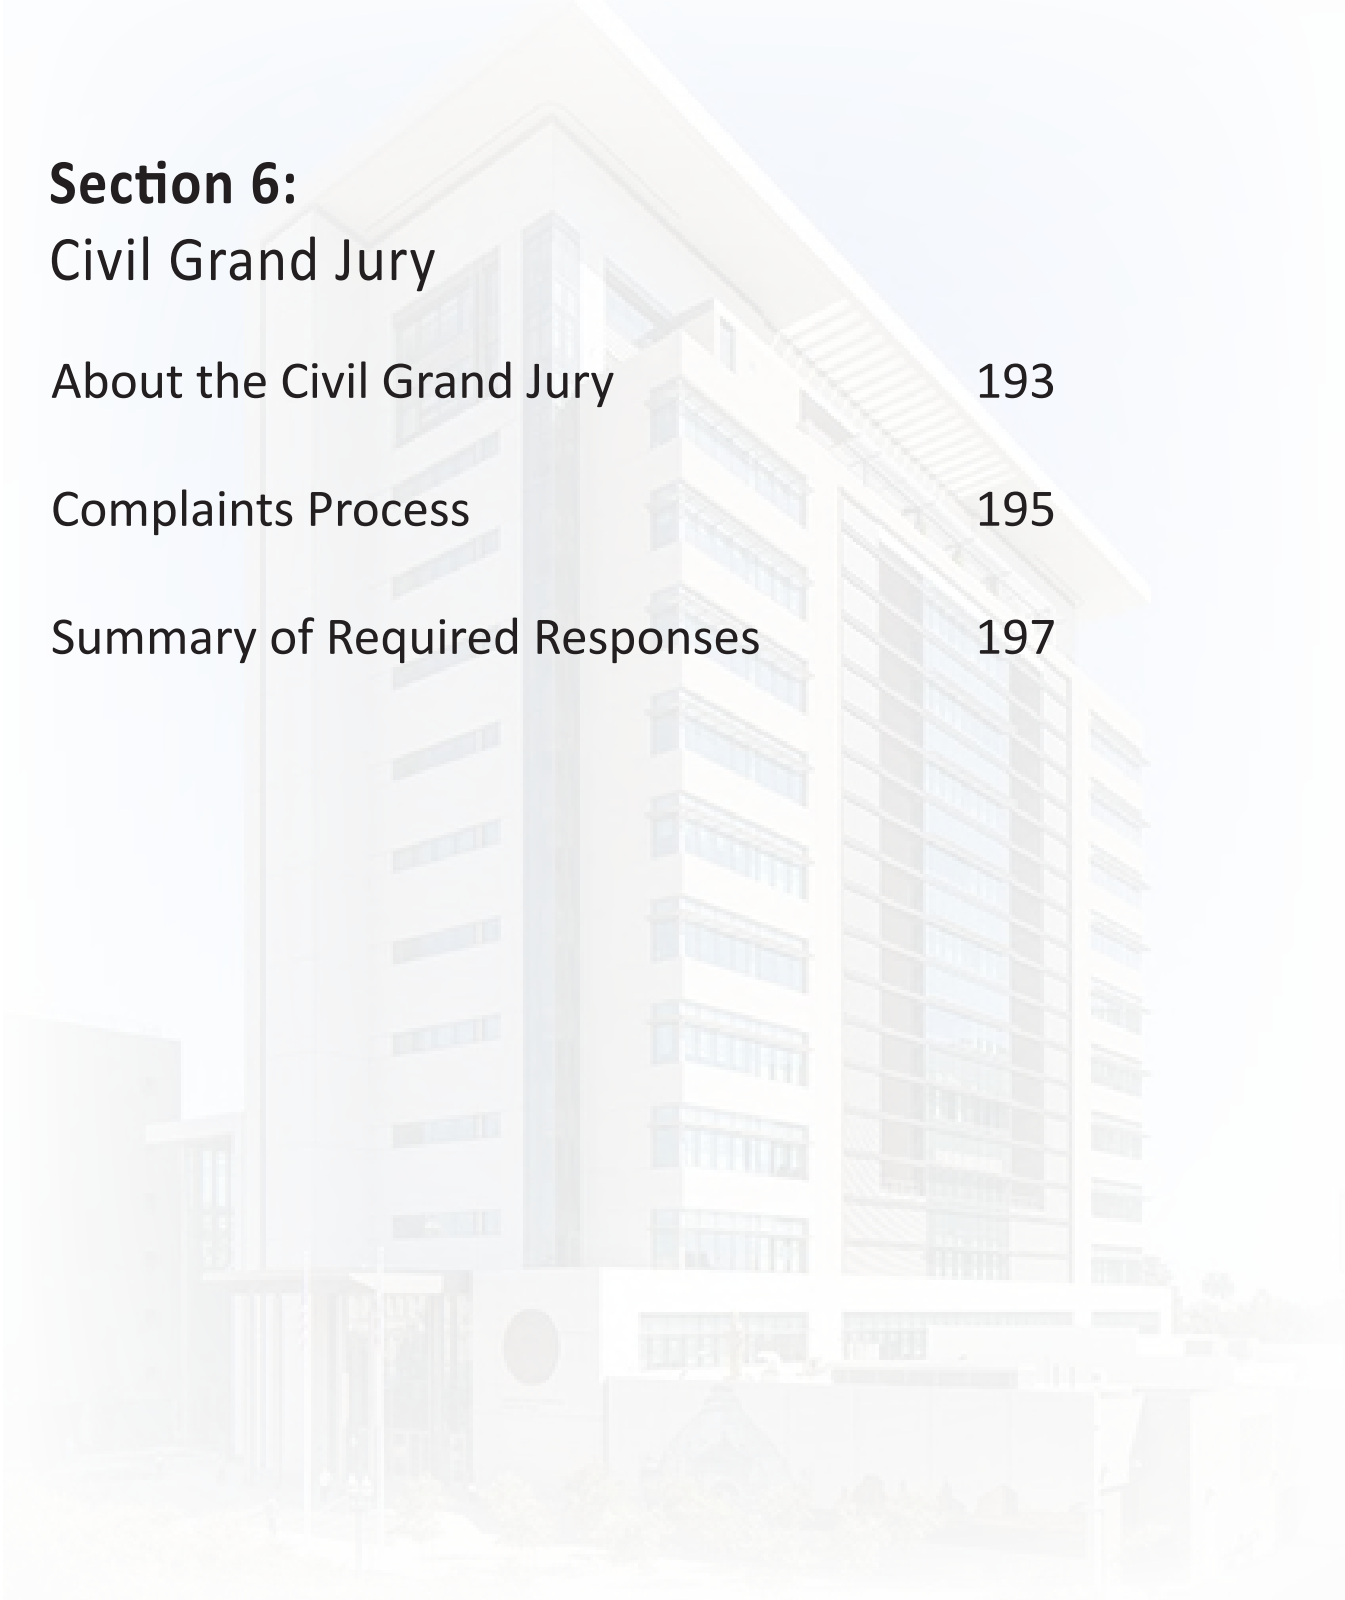 Section 6:
Civil Grand Jury
About the Civil Grand Jury 193
Complaints Process 195
Summary of Required Responses 197